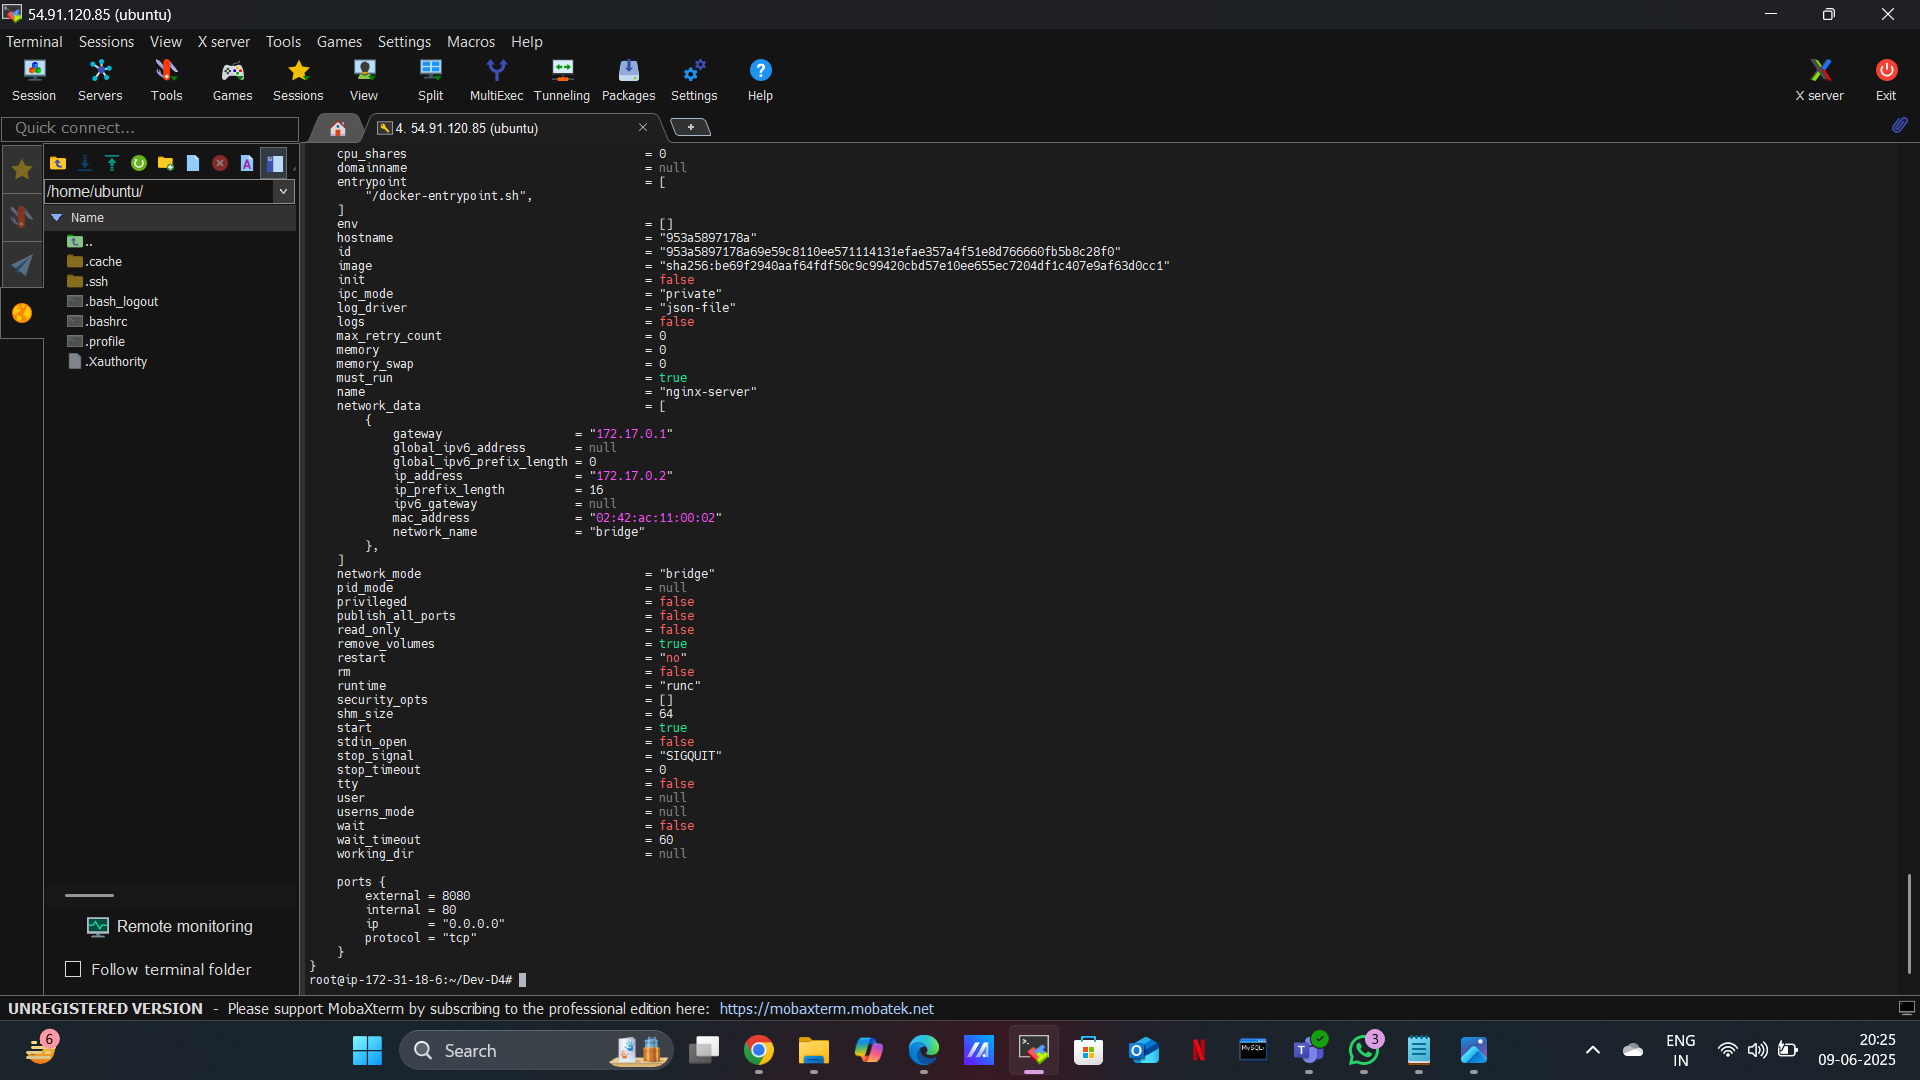 54.91.120.85 (ubuntu)
Terminal Sessions View X server Tools Games Settings Macros Help
Session Servers Tools Games Sessions View Split MultiExec Tunneling Packages Settings Help X server Exit
Quick connect...
4. 54.91.120.85 (ubuntu)
/home/ubuntu/
Name
..
.cache
.ssh
.bash_logout
.bashrc
.profile
.Xauthority
Remote monitoring
Follow terminal folder
cpu_shares = 0
domainname = null
entrypoint = [
"/docker-entrypoint.sh",
]
env = []
hostname = "953a5897178a"
id = "953a5897178a69e59c8110ee571114131efae357a4f51e8d766660fb5b8c28f0"
image = "sha256:be69f2940aaf64fdf50c9c99420cbd57e10ee655ec7204df1c407e9af63d0cc1"
init = false
ipc_mode = "private"
log_driver = "json-file"
logs = false
max_retry_count = 0
memory = 0
memory_swap = 0
must_run = true
name = "nginx-server"
network_data = [
{
gateway = "172.17.0.1"
global_ipv6_address = null
global_ipv6_prefix_length = 0
ip_address = "172.17.0.2"
ip_prefix_length = 16
ipv6_gateway = null
mac_address = "02:42:ac:11:00:02"
network_name = "bridge"
},
]
network_mode = "bridge"
pid_mode = null
privileged = false
publish_all_ports = false
read_only = false
remove_volumes = true
restart = "no"
rm = false
runtime = "runc"
security_opts = []
shm_size = 64
start = true
stdin_open = false
stop_signal = "SIGQUIT"
stop_timeout = 0
tty = false
user = null
userns_mode = null
wait = false
wait_timeout = 60
working_dir = null
ports {
external = 8080
internal = 80
ip = "0.0.0.0"
protocol = "tcp"
}
}
root@ip-172-31-18-6:~/Dev-D4#
UNREGISTERED VERSION - Please support MobaXterm by subscribing to the professional edition here: https://mobaxterm.mobatek.net
6
Search
MySQL
3
ENG
IN
20:25
09-06-2025